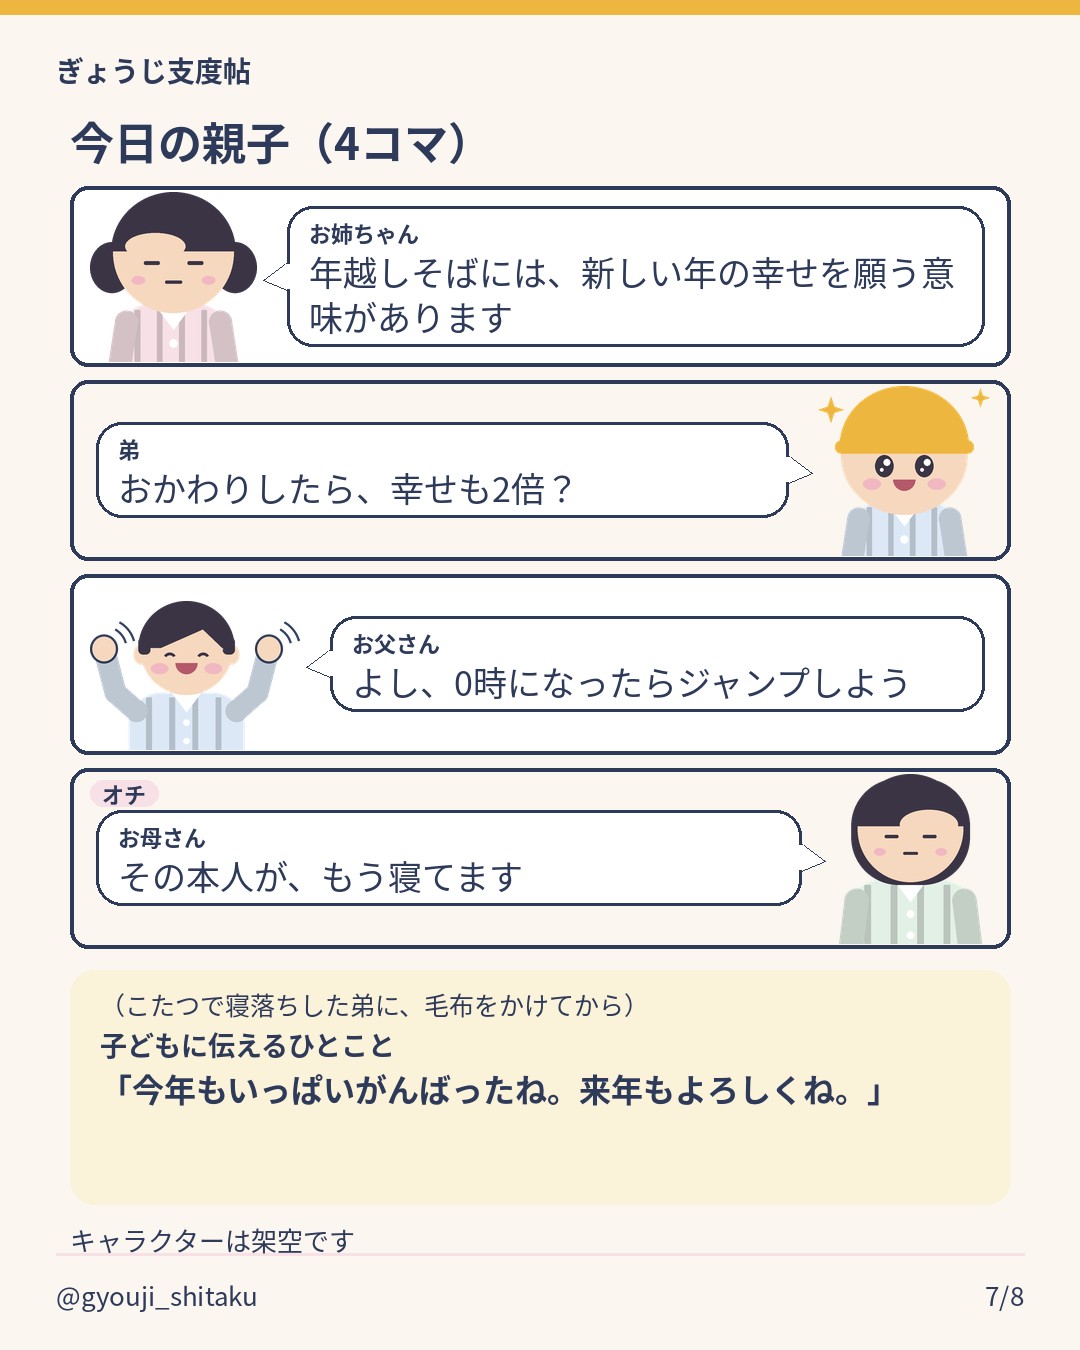 ぎょうじ支度帖
今日の親子（4コマ）
お姉ちゃん
年越しそばには、新しい年の幸せを願う意
味があります
弟
おかわりしたら、幸せも2倍？
お父さん
よし、0時になったらジャンプしよう
オチ
お母さん
その本人が、もう寝てます
（こたつで寝落ちした弟に、毛布をかけてから）
子どもに伝えるひとこと
「今年もいっぱいがんばったね。来年もよろしくね。」
キャラクターは架空です
@gyouji_shitaku
7/8